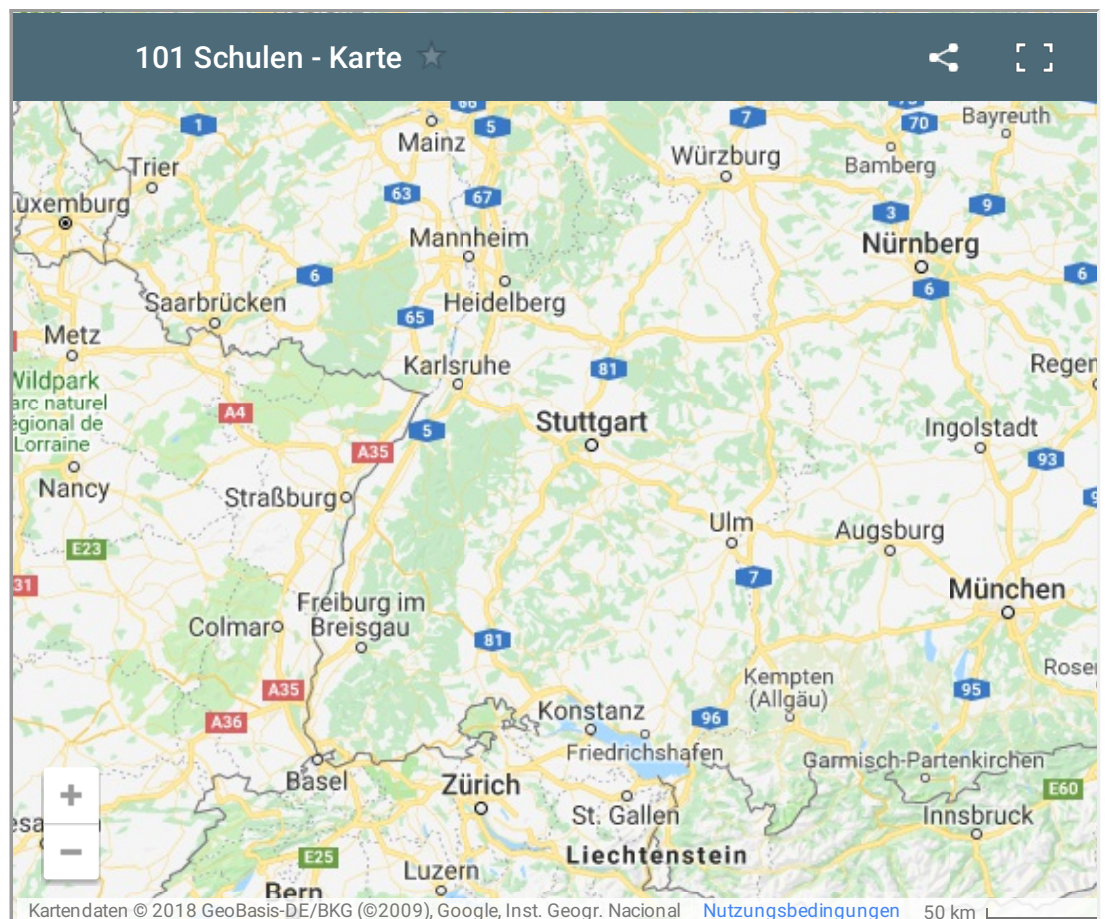 101 Schulen - Karte
66
70
Bayreuth
1
5
7
Mainz
Würzburg
Bamberg
Trier
63
67
3
9
Luxemburg
Mannheim
Nürnberg
6
6
6
Saarbrücken
Heidelberg
65
Metz
Karlsruhe
81
Wildpark
arc naturel
égional de
Lorraine
A4
Stuttgart
Ingolstadt
5
A35
93
Nancy
Straßburg
Ulm
Augsburg
E23
31
7
München
Freiburg im
Breisgau
Colmar
81
Kempten
(Allgäu)
A35
95
A36
Konstanz
96
Friedrichshafen
Garmisch-Partenkirchen
Basel
Zürich
E60
+
St. Gallen
Innsbruck
−
Liechtenstein
E25
Luzern
Bern
Kartendaten © 2018 GeoBasis-DE/BKG (©2009), Google, Inst. Geogr. Nacional Nutzungsbedingungen 50 km